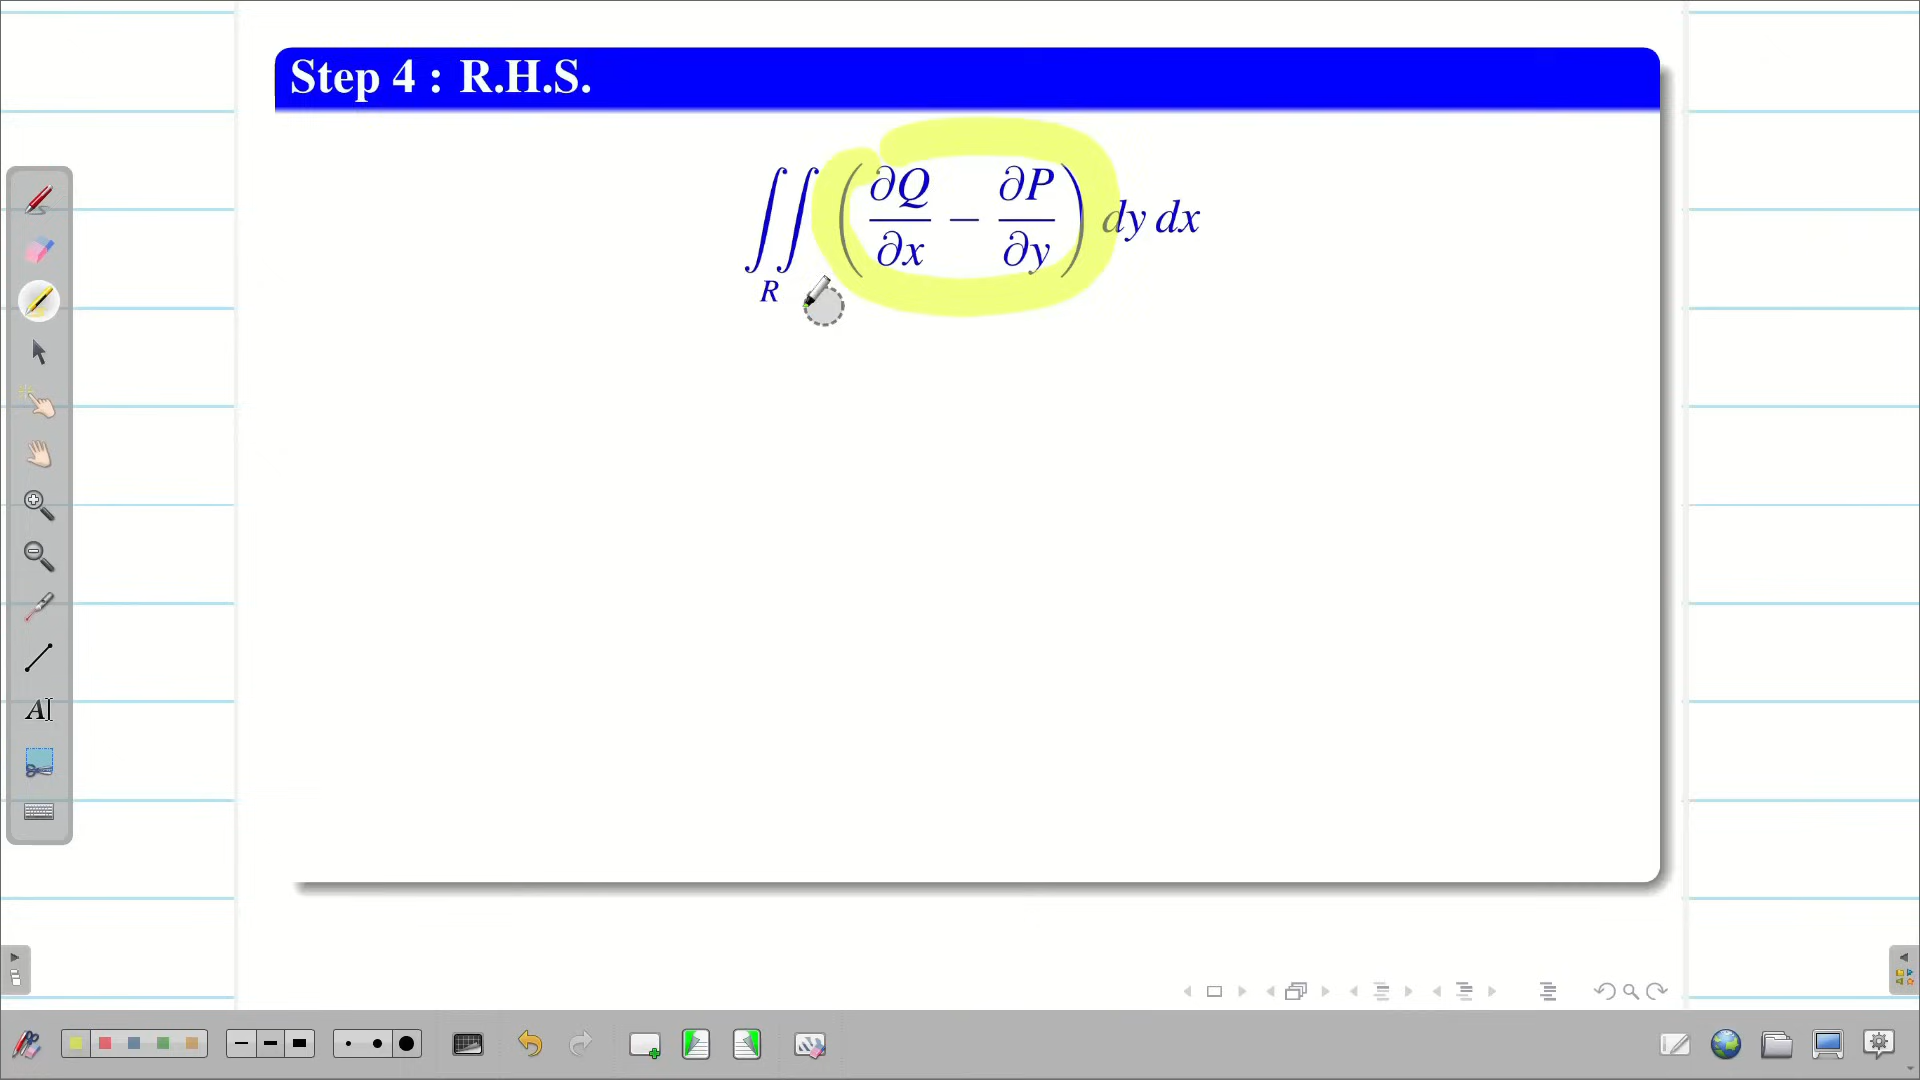 Step 4 : R.H.S.
∬_R (∂Q/∂x − ∂P/∂y) dy dx